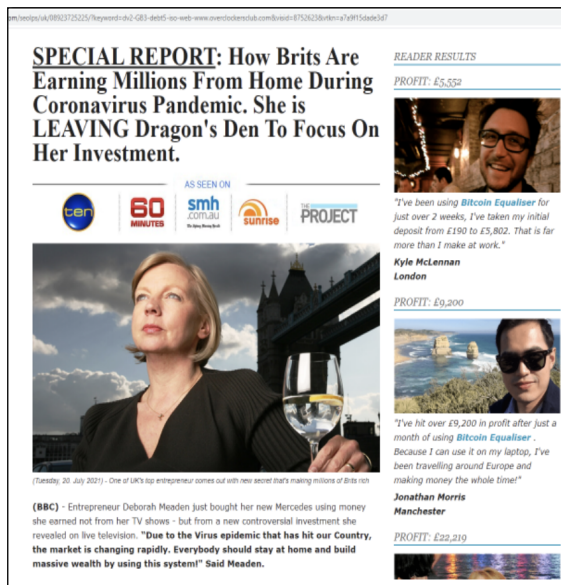 om/seolps/uk/08923725225/?keyword=dv2-GB3-debt5-iso-web-www.overclockersclub.com&visid=8752623&vtkn=a7a9f15dade3d7
SPECIAL REPORT: How Brits Are
Earning Millions From Home During
Coronavirus Pandemic. She is
LEAVING Dragon's Den To Focus On
Her Investment.
AS SEEN ON
ten
60
MINUTES
smh
.com.au
The Sydney Morning Herald
sunrise
THE
PROJECT
(Tuesday, 20. July 2021) - One of UK's top entrepreneur comes out with new secret that's making millions of Brits rich
(BBC) - Entrepreneur Deborah Meaden just bought her new Mercedes using money
she earned not from her TV shows - but from a new controversial investment she
revealed on live television. "Due to the Virus epidemic that has hit our Country,
the market is changing rapidly. Everybody should stay at home and build
massive wealth by using this system!" Said Meaden.
READER RESULTS
PROFIT: £5,552
"I've been using Bitcoin Equaliser for
just over 2 weeks, I've taken my initial
deposit from £190 to £5,802. That is far
more than I make at work."
Kyle McLennan
London
PROFIT: £9,200
"I've hit over £9,200 in profit after just a
month of using Bitcoin Equaliser .
Because I can use it on my laptop, I've
been travelling around Europe and
making money the whole time!"
Jonathan Morris
Manchester
PROFIT: £22,219